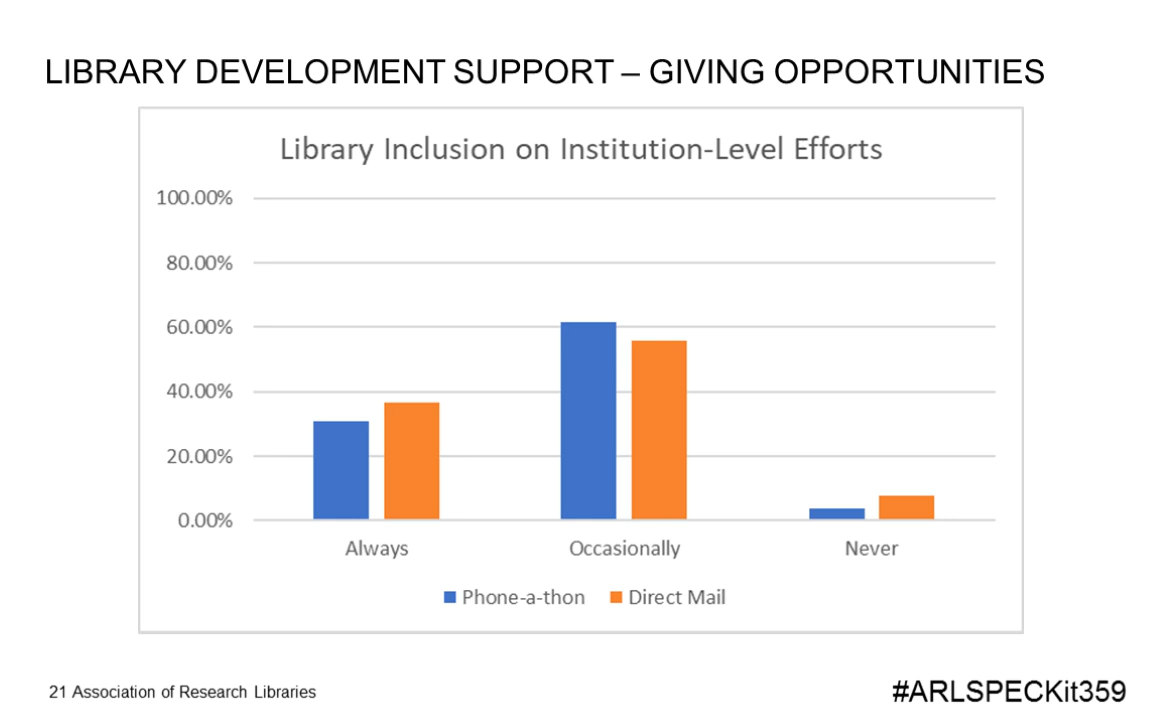 LIBRARY DEVELOPMENT SUPPORT – GIVING OPPORTUNITIES
Library Inclusion on Institution-Level Efforts
100.00%
80.00%
60.00%
40.00%
20.00%
0.00%
Always Occasionally Never
Phone-a-thon Direct Mail
21 Association of Research Libraries
#ARLSPECKit359